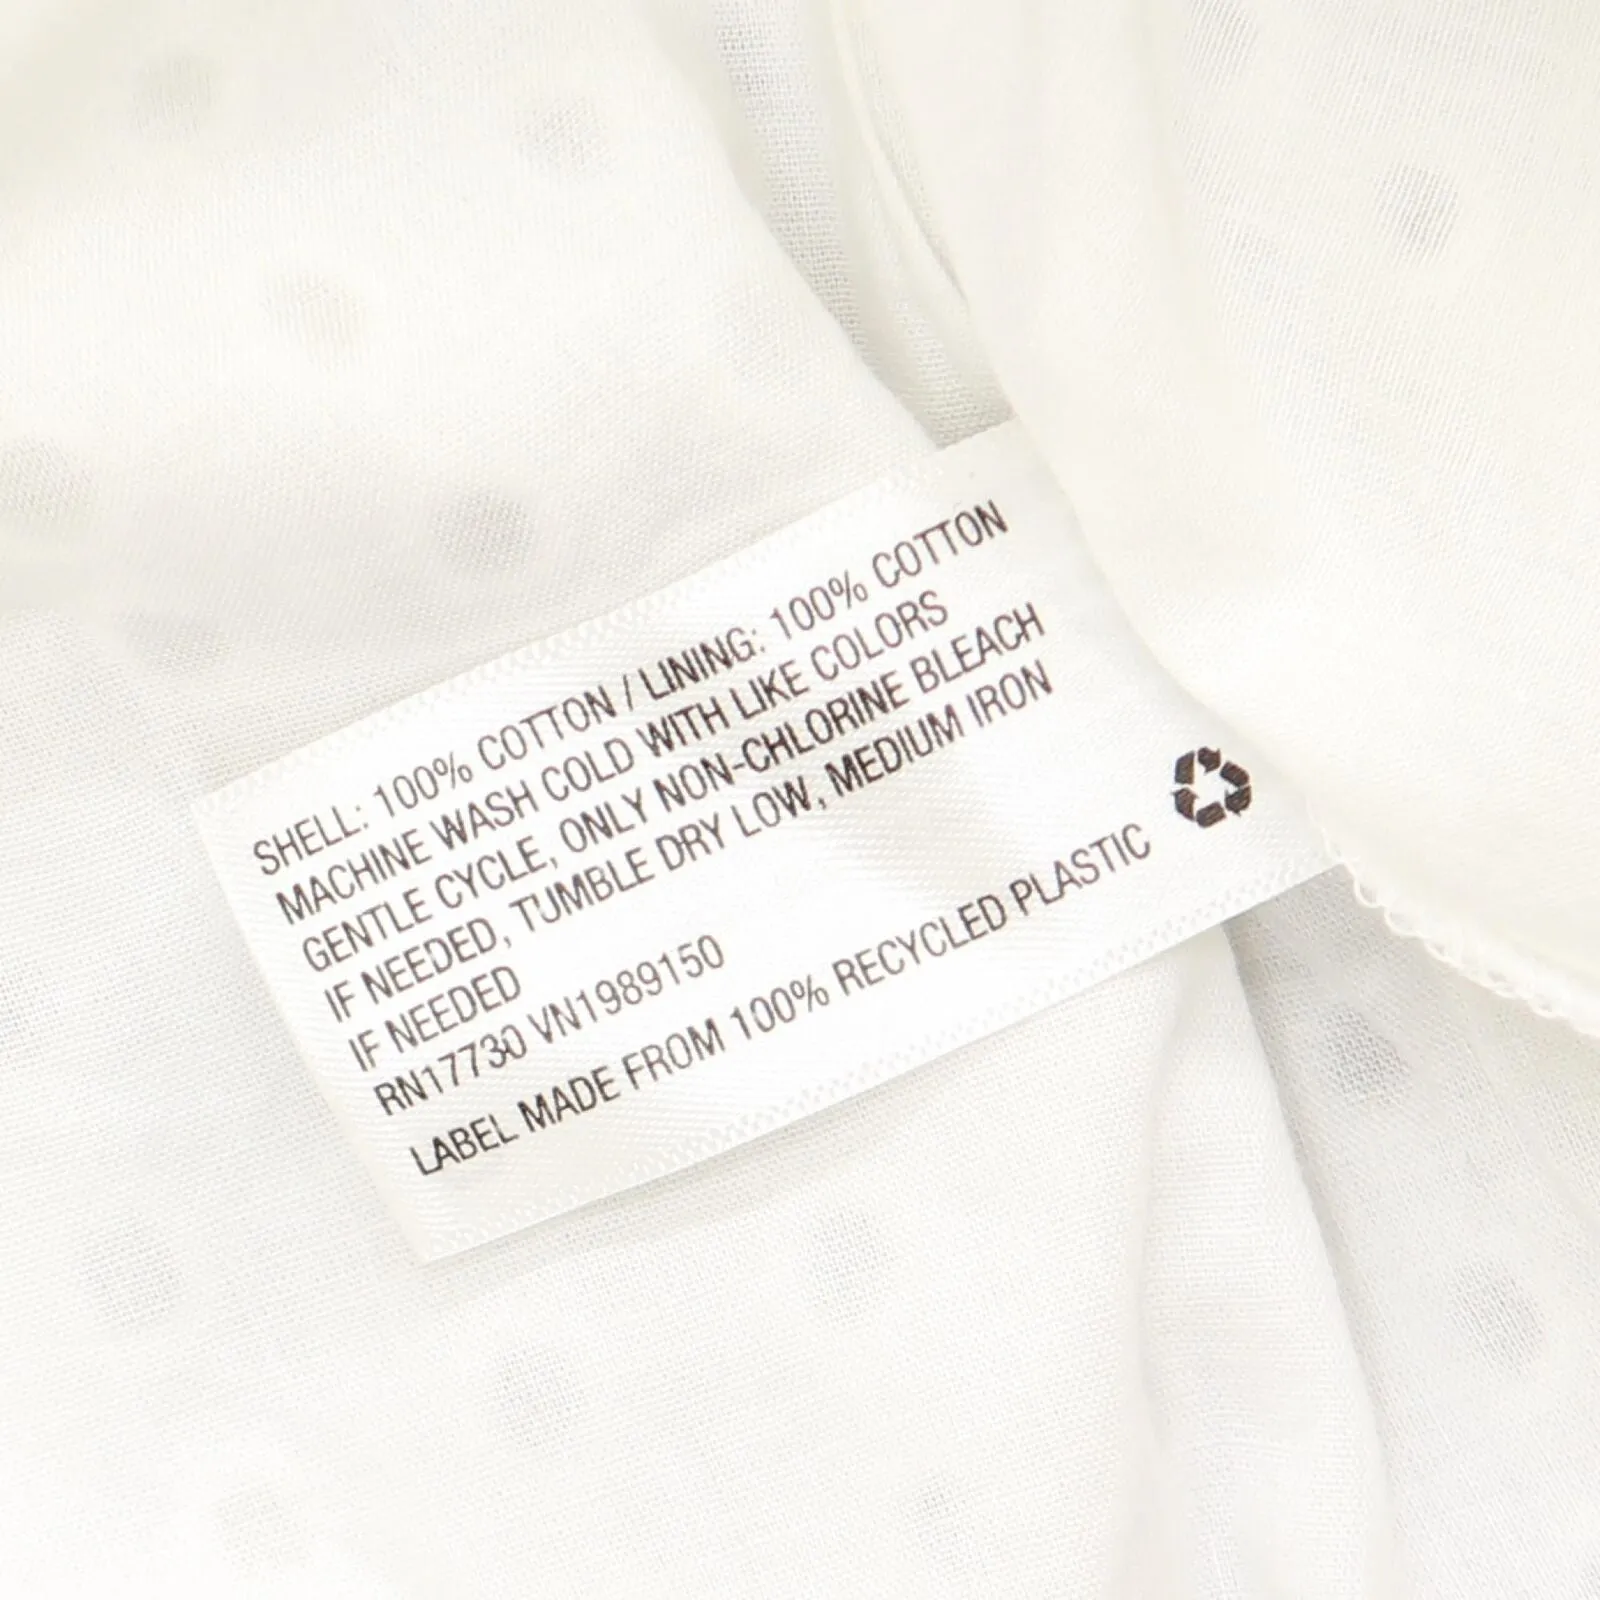 SHELL: 100% COTTON / LINING: 100% COTTON
MACHINE WASH COLD WITH LIKE COLORS
GENTLE CYCLE, ONLY NON-CHLORINE BLEACH
IF NEEDED, TUMBLE DRY LOW, MEDIUM IRON
IF NEEDED
RN17730 VN1989150
LABEL MADE FROM 100% RECYCLED PLASTIC